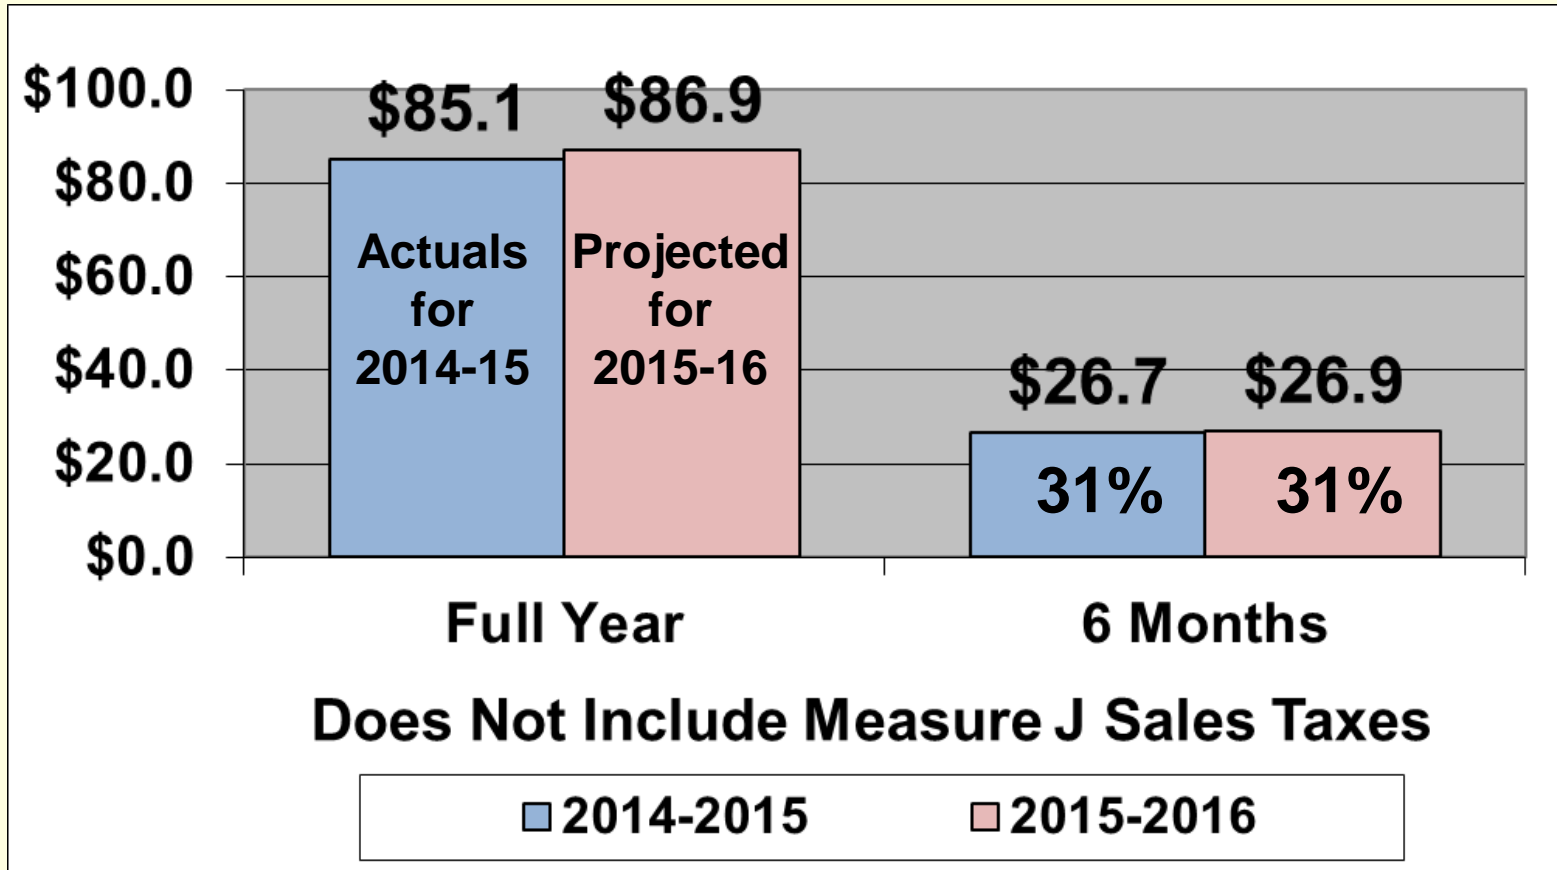 $100.0
$80.0
$60.0
$40.0
$20.0
$0.0
$85.1
$86.9
Actuals
for
2014-15
Projected
for
2015-16
$26.7
$26.9
31%
31%
Full Year
6 Months
Does Not Include Measure J Sales Taxes
2014-2015
2015-2016